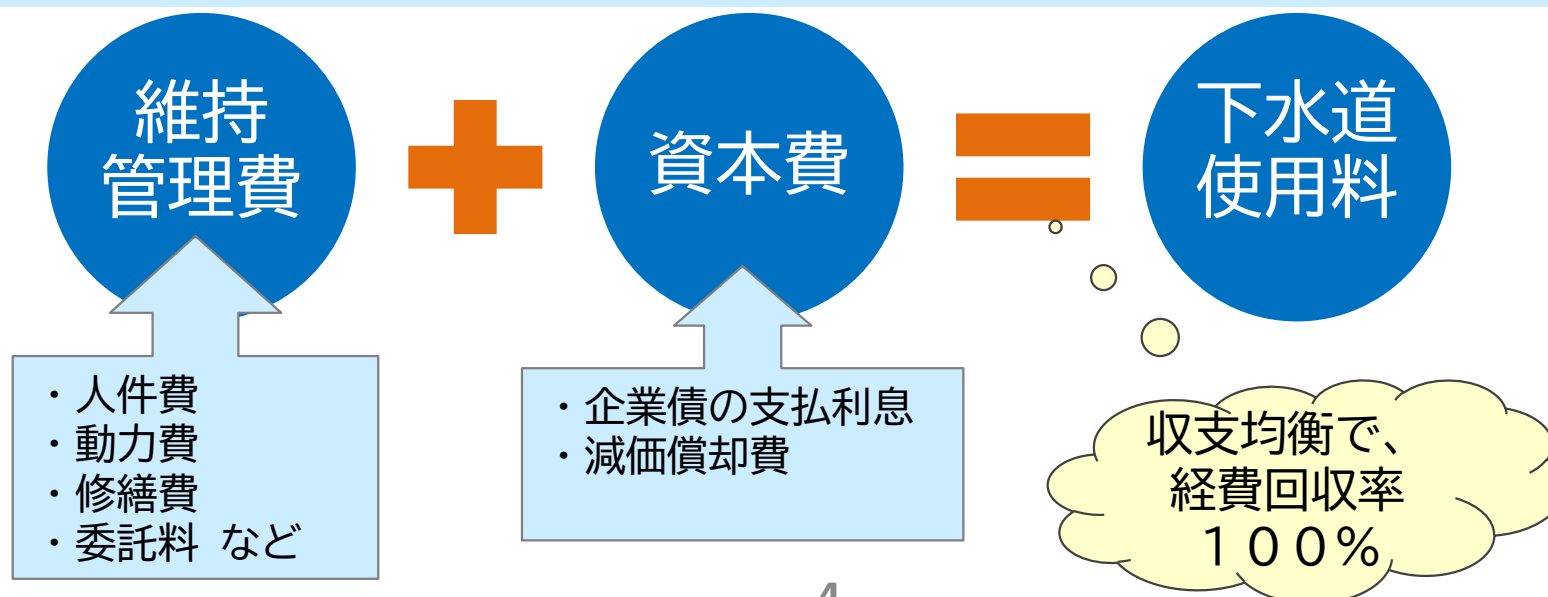 維持
管理費
資本費
下水道
使用料
・人件費
・動力費
・修繕費
・委託料 など
・企業債の支払利息
・減価償却費
収支均衡で、
経費回収率
１００%
4